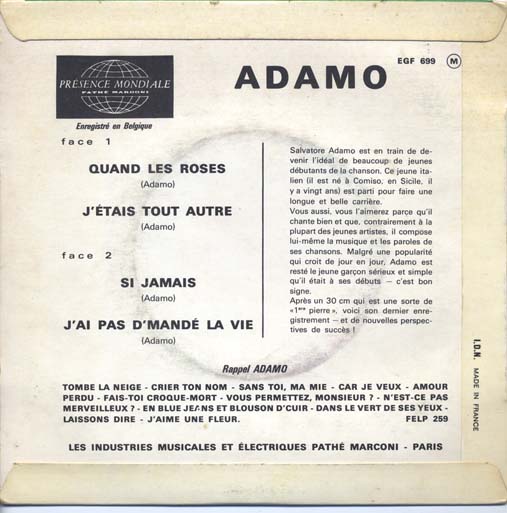 PRÉSENCE MONDIALE
PATHÉ MARCONI
ADAMO
EGF 699 M
Enregistré en Belgique
face 1
QUAND LES ROSES
(Adamo)
J'ÉTAIS TOUT AUTRE
(Adamo)
face 2
SI JAMAIS
(Adamo)
J'AI PAS D'MANDÉ LA VIE
(Adamo)
Salvatore Adamo est en train de de-
venir l'idéal de beaucoup de jeunes
débutants de la chanson. Ce jeune ita-
lien (il est né à Comiso, en Sicile, il
y a vingt ans) est parti pour faire une
longue et belle carrière.
Vous aussi, vous l'aimerez parce qu'il
chante bien et que, contrairement à la
plupart des jeunes artistes, il compose
lui-même la musique et les paroles de
ses chansons. Malgré une popularité
qui croit de jour en jour, Adamo est
resté le jeune garçon sérieux et simple
qu'il était à ses débuts — c'est bon
signe.
Après un 30 cm qui est une sorte de
«1ère pierre», voici son dernier enre-
gistrement — et de nouvelles perspec-
tives de succès !
Rappel ADAMO
TOMBE LA NEIGE - CRIER TON NOM - SANS TOI, MA MIE - CAR JE VEUX - AMOUR
PERDU - FAIS-TOI CROQUE-MORT - VOUS PERMETTEZ, MONSIEUR ? - N'EST-CE PAS
MERVEILLEUX ? - EN BLUE JEANS ET BLOUSON D'CUIR - DANS LE VERT DE SES YEUX -
LAISSONS DIRE - J'AIME UNE FLEUR. FELP 259
LES INDUSTRIES MUSICALES ET ÉLECTRIQUES PATHÉ MARCONI - PARIS
I.D.N. MADE IN FRANCE